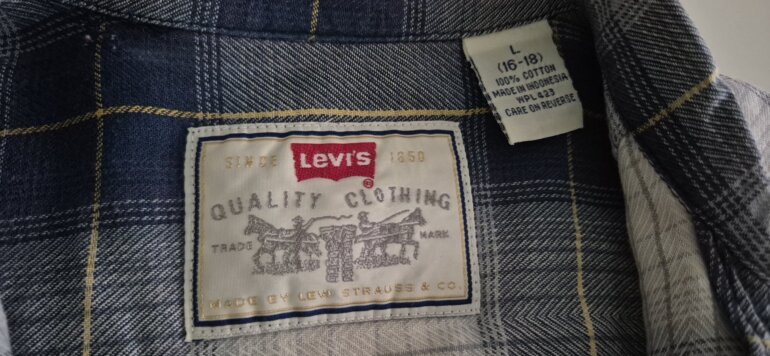 L
(16-18)
100% COTTON
MADE IN INDONESIA
WPL 423
CARE ON REVERSE
SINCE Levi's 1850
®
QUALITY CLOTHING
TRADE MARK
MADE BY LEVI STRAUSS & CO.